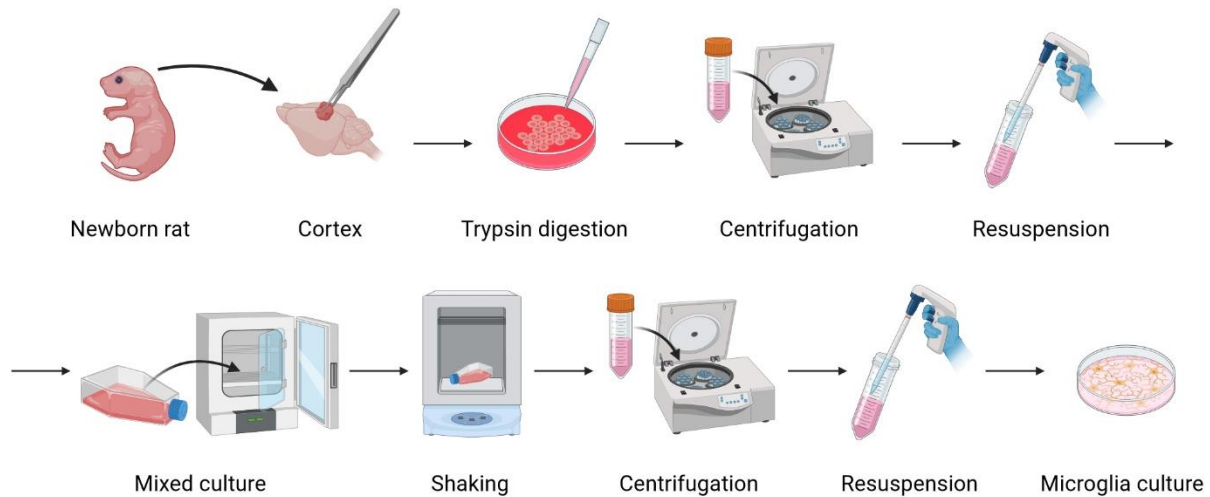 Newborn rat
Cortex
Trypsin digestion
Centrifugation
Resuspension
Mixed culture
Shaking
Centrifugation
Resuspension
Microglia culture